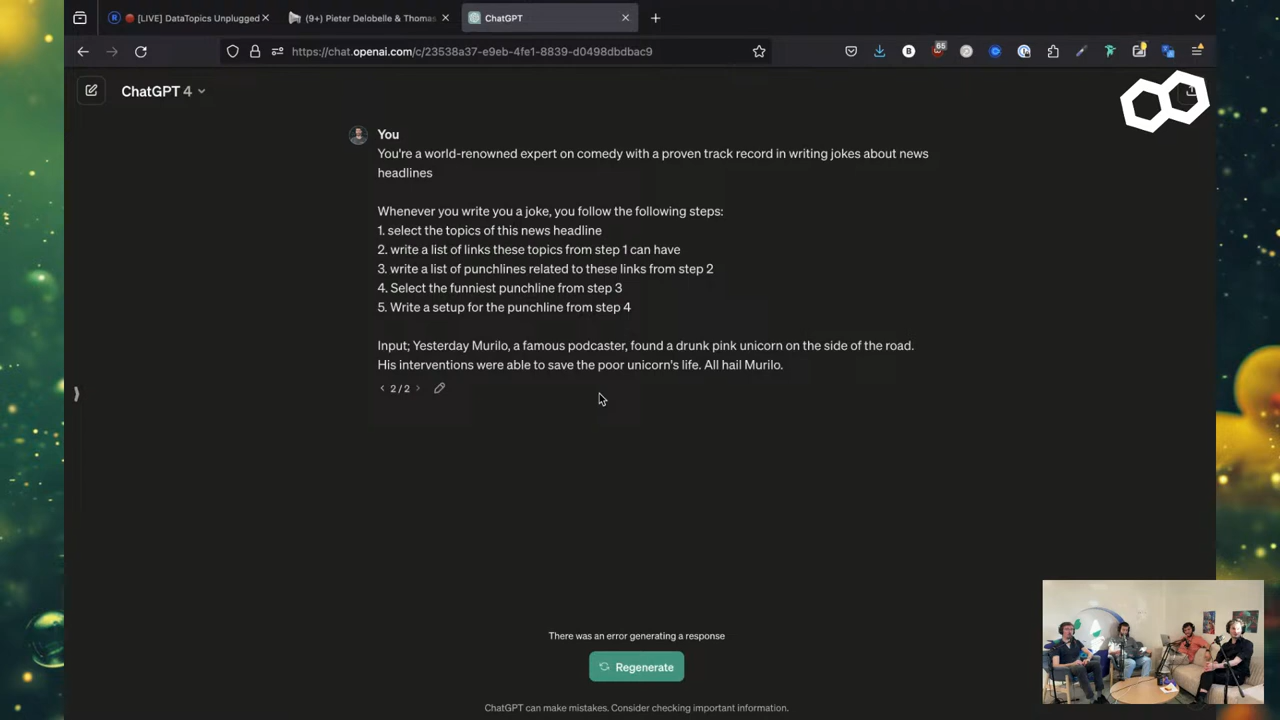 [LIVE] DataTopics Unplugged
(9+) Pieter Delobelle & Thomas
ChatGPT
https://chat.openai.com/c/23538a37-e9eb-4fe1-8839-d0498dbdbac9
B
65
ChatGPT 4
You
You're a world-renowned expert on comedy with a proven track record in writing jokes about news
headlines
Whenever you write you a joke, you follow the following steps:
1. select the topics of this news headline
2. write a list of links these topics from step 1 can have
3. write a list of punchlines related to these links from step 2
4. Select the funniest punchline from step 3
5. Write a setup for the punchline from step 4
Input; Yesterday Murilo, a famous podcaster, found a drunk pink unicorn on the side of the road.
His interventions were able to save the poor unicorn's life. All hail Murilo.
2 / 2
There was an error generating a response
Regenerate
ChatGPT can make mistakes. Consider checking important information.